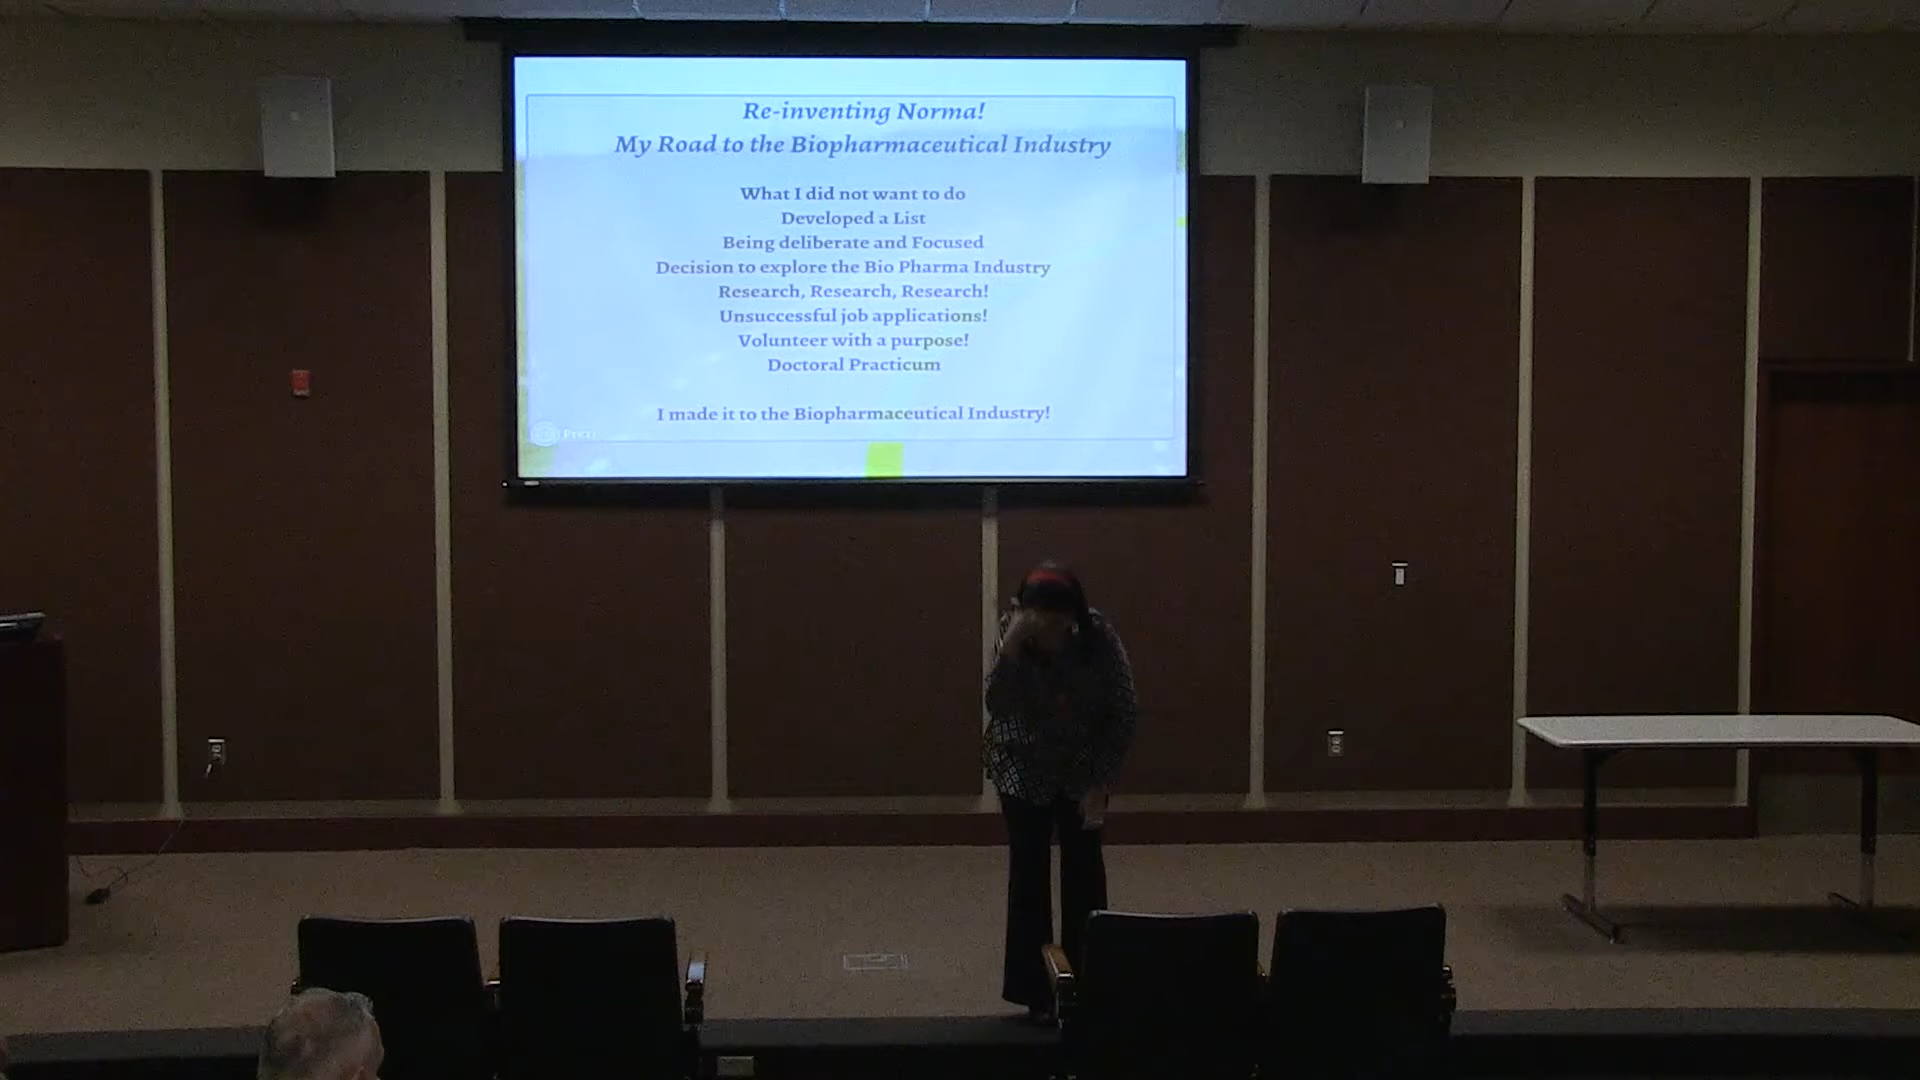 Re-inventing Norma!
My Road to the Biopharmaceutical Industry
What I did not want to do
Developed a List
Being deliberate and Focused
Decision to explore the Bio Pharma Industry
Research, Research, Research!
Unsuccessful job applications!
Volunteer with a purpose!
Doctoral Practicum
I made it to the Biopharmaceutical Industry!
Prezi